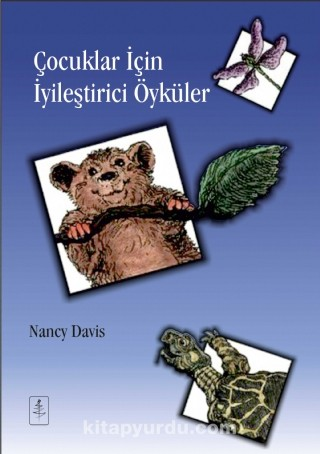 Çocuklar İçin
İyileştirici Öyküler
Nancy Davis
kitapyurdu.com